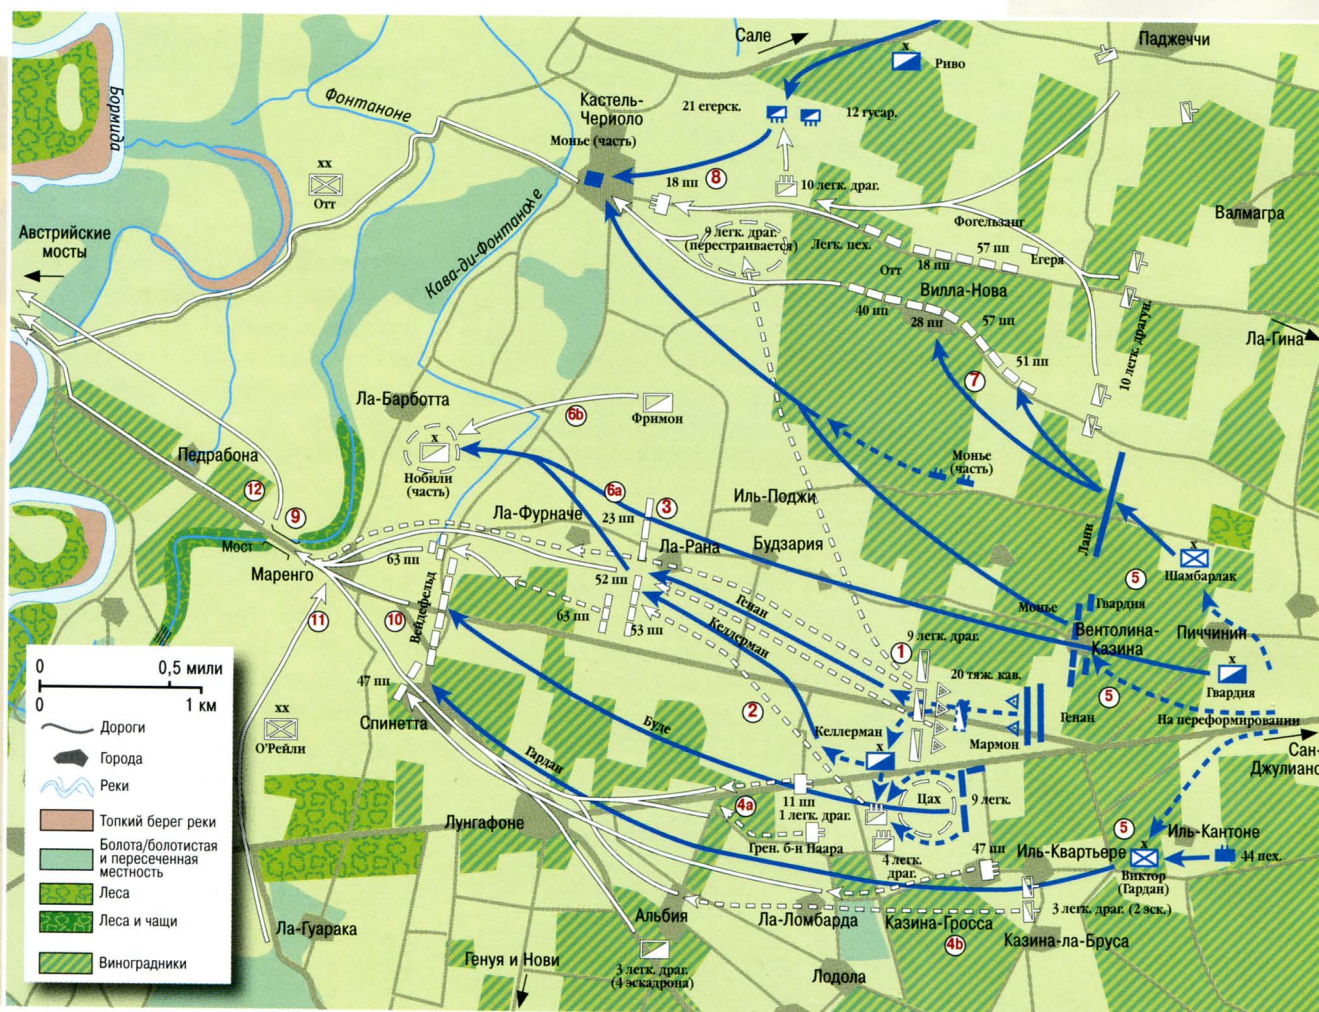 Сале
Паджеччи
х
Риво
Бормида
Фонтаноне
Кастель-
Чериоло
Монье (часть)
21 егерск.
12 гусар.
хх
Отт
18 пп
8
10 легк. драг.
Австрийские
мосты
Кава-ди-Фонтаноне
9 легк. драг.
(перестраивается)
Легк. пех.
Фогельзанг
Валмагра
Отт
18 пп
57 пп
Егеря
Вилла-Нова
40 пп
28 пп
57 пп
51 пп
10 легк. драгун.
Ла-Гина
7
Ла-Барботта
6b
Фримон
х
Нобили
(часть)
Монье
(часть)
Педрабона
12
9
6a
23 пп
3
Иль-Поджи
Ла-Фурначе
Ла-Рана
Будзария
Ланн
х
Шамбарлак
Мост
Маренго
63 пп
52 пп
Генан
Келлерман
5
Гвардия
Монье
Вентолина-
Казина
Пиччинин
х
Гвардия
11
10
Вейдефельд
63 пп
53 пп
1
9 легк. драг.
20 тяж. кав.
5
Генан
На переформировании
47 пп
Спинетта
2
Келлерман
х
Мармон
Сан-
Джулиано
хх
О'Рейли
Буде
Гардан
4a
11 пп
1 легк. драг.
Цах
9 легк.
Лунгафоне
Грен. б-н Паара
4 легк.
драг.
47 пп
5
Иль-Квартьере
Иль-Кантоне
х
Виктор
(Гардан)
44 пех.
3 легк. драг. (2 эск.)
Альбия
Ла-Ломбарда
Казина-Гросса
4b
Казина-ла-Бруса
Ла-Гуарака
Генуя и Нови
3 легк. драг.
(4 эскадрона)
Лодола
0
0,5 мили
0
1 км
Дороги
Города
Реки
Топкий берег реки
Болота/болотистая
и пересеченная
местность
Леса
Леса и чащи
Виноградники